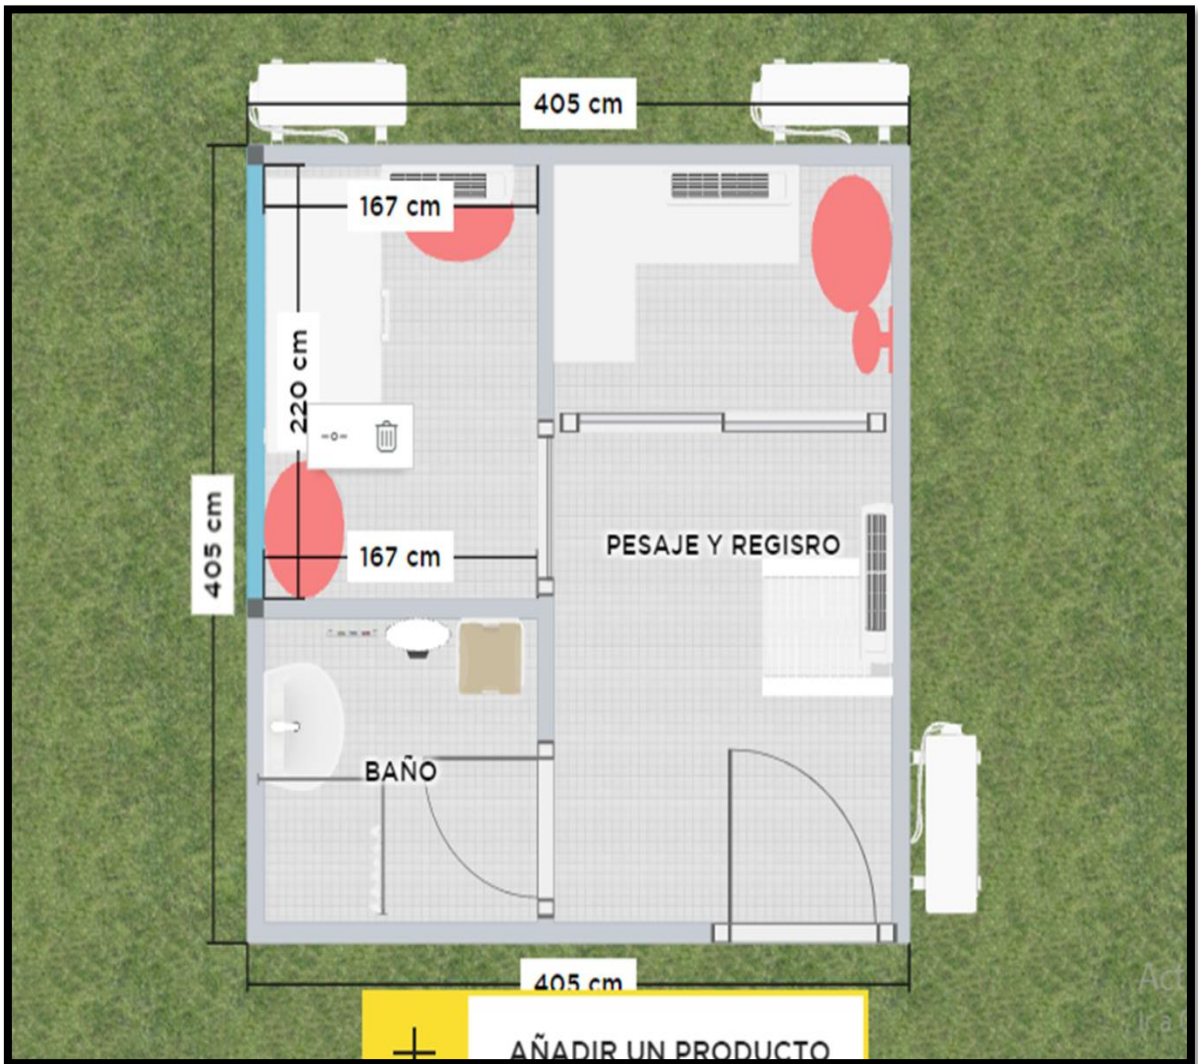 405 cm
167 cm
220 cm
405 cm
PESAJE Y REGISRO
167 cm
BAÑO
405 cm
AÑADIR UN PRODUCTO